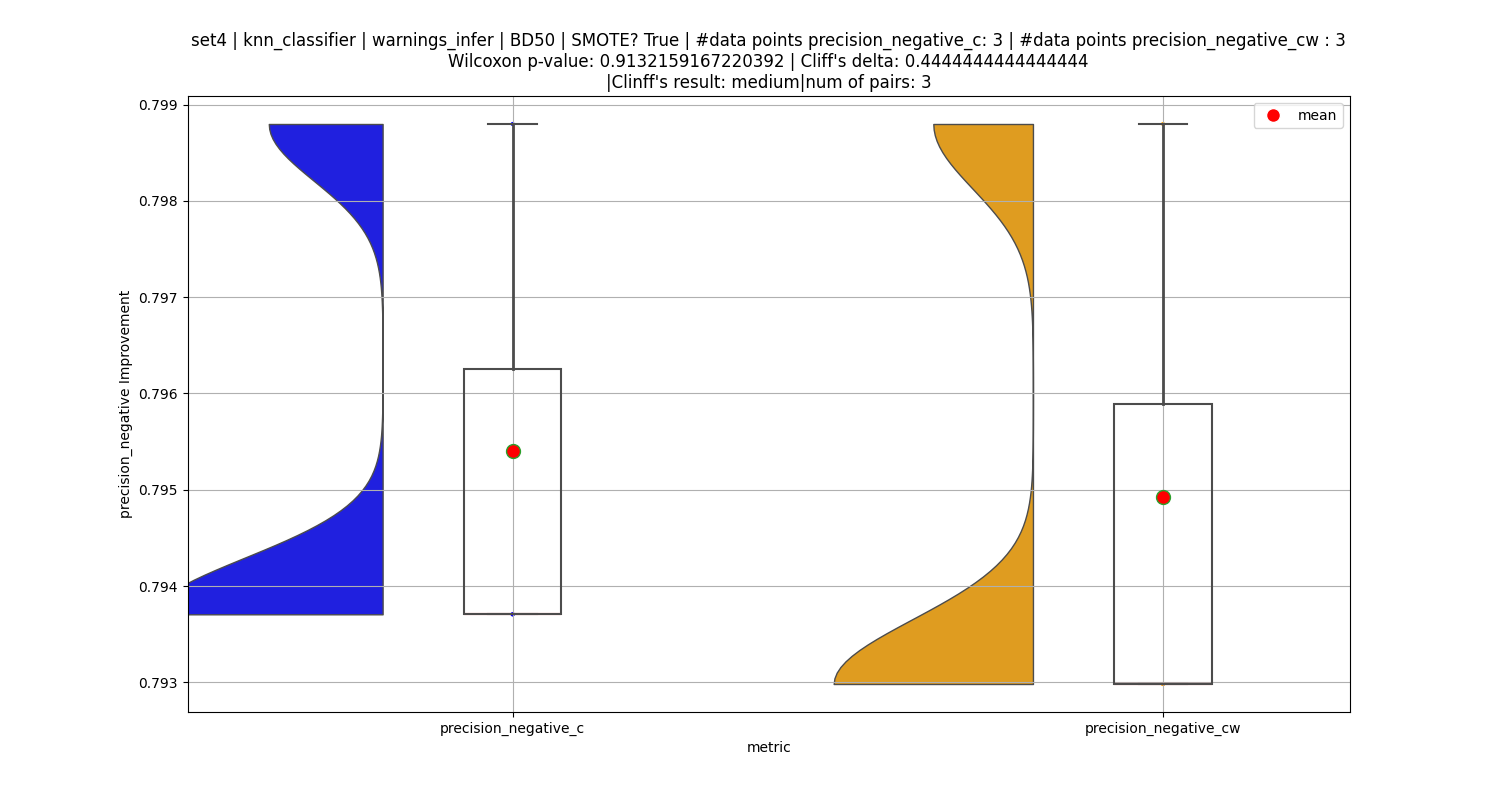 set4 | knn_classifier | warnings_infer | BD50 | SMOTE? True | #data points precision_negative_c: 3 | #data points precision_negative_cw : 3
Wilcoxon p-value: 0.9132159167220392 | Cliff's delta: 0.4444444444444444
|Clinff's result: medium|num of pairs: 3
mean
precision_negative Improvement
0.799
0.798
0.797
0.796
0.795
0.794
0.793
precision_negative_c
precision_negative_cw
metric